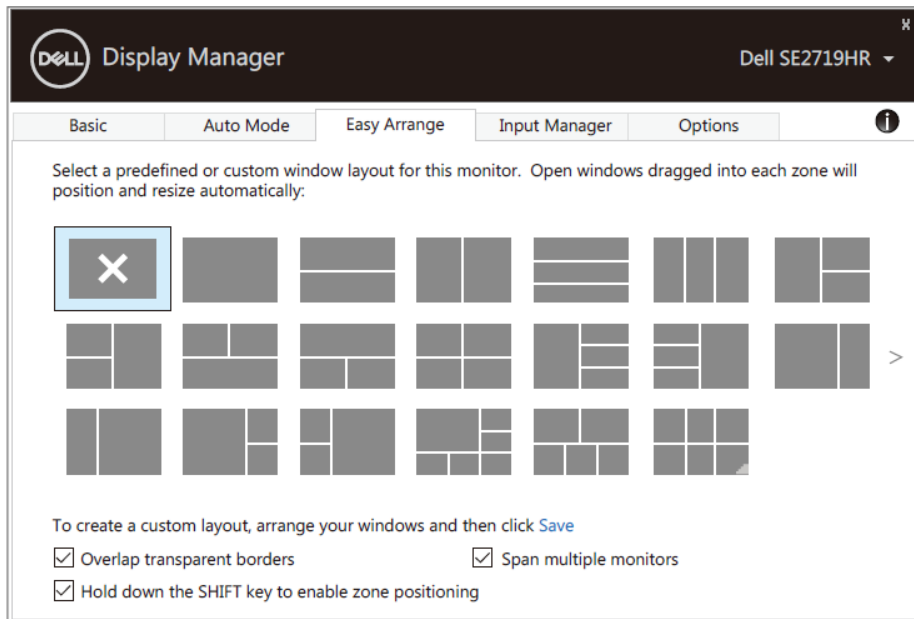 DELL Display Manager
Dell SE2719HR
Basic Auto Mode Easy Arrange Input Manager Options
Select a predefined or custom window layout for this monitor. Open windows dragged into each zone will
position and resize automatically:
To create a custom layout, arrange your windows and then click Save
Overlap transparent borders
Span multiple monitors
Hold down the SHIFT key to enable zone positioning